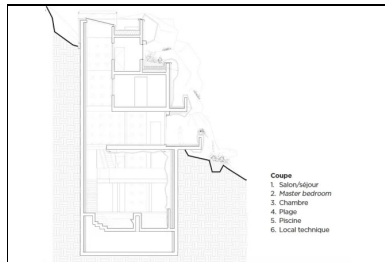 Coupe
1. Salon/séjour
2. Master bedroom
3. Chambre
4. Plage
5. Piscine
6. Local technique